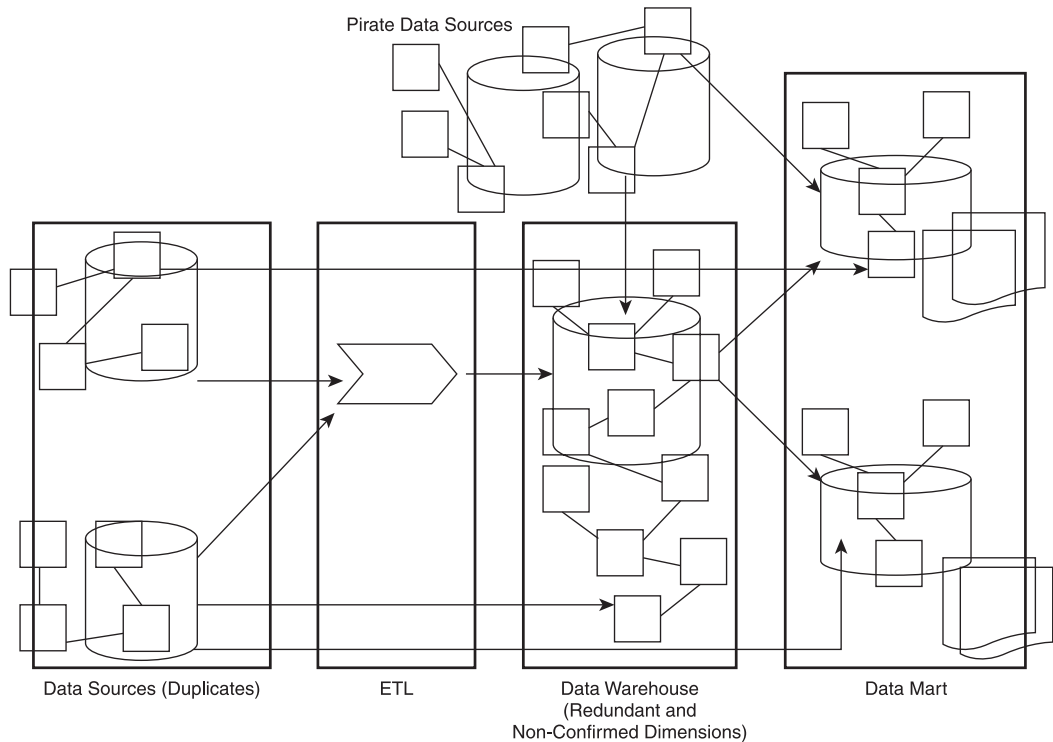 Pirate Data Sources
Data Sources (Duplicates)
ETL
Data Warehouse
(Redundant and
Non-Confirmed Dimensions)
Data Mart